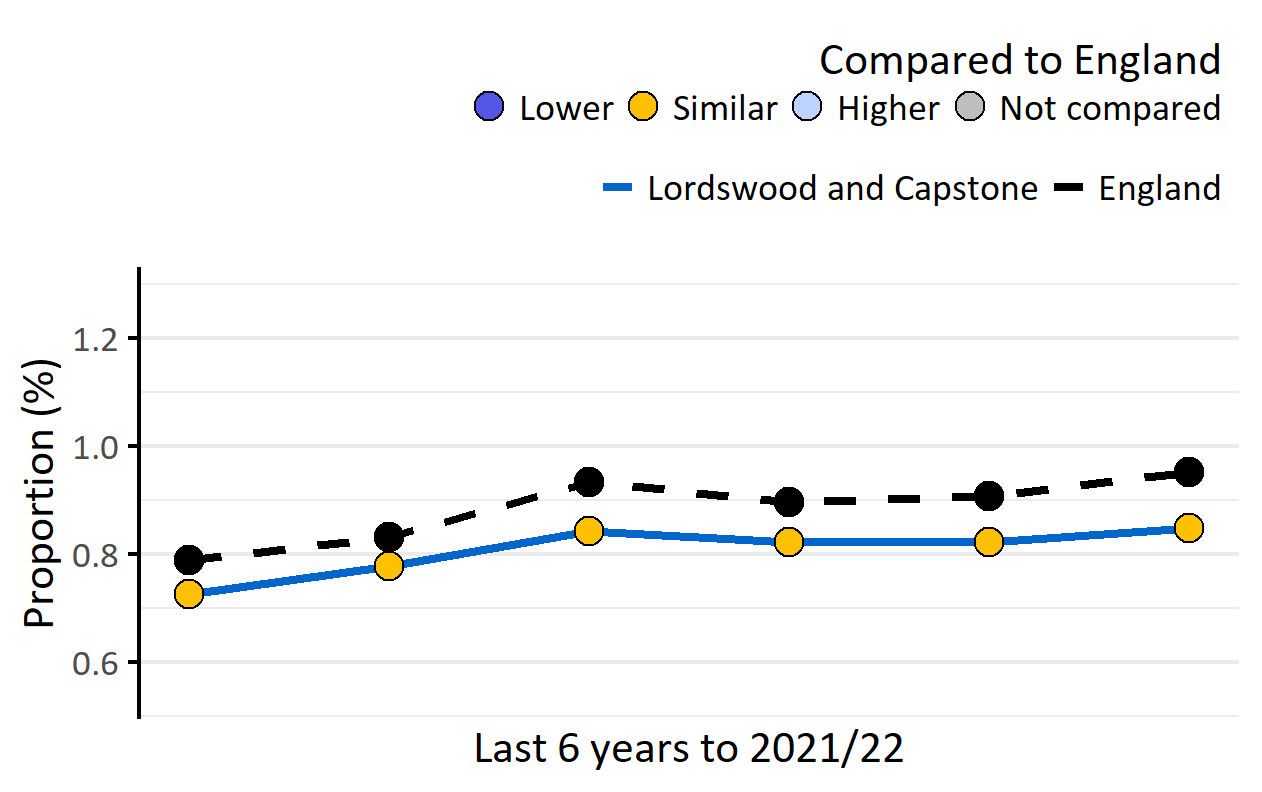 Compared to England
Lower Similar Higher Not compared
Lordswood and Capstone England
Proportion (%)
1.2
1.0
0.8
0.6
Last 6 years to 2021/22